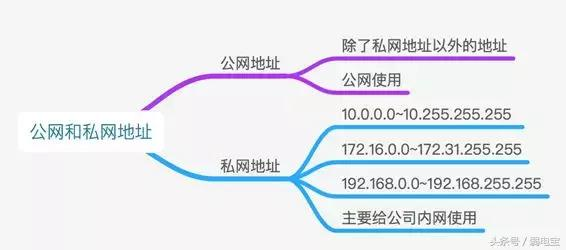 公网和私网地址
公网地址
除了私网地址以外的地址
公网使用
私网地址
10.0.0.0~10.255.255.255
172.16.0.0~172.31.255.255
192.168.0.0~192.168.255.255
主要给公司内网使用
头条号 / 弱电宝